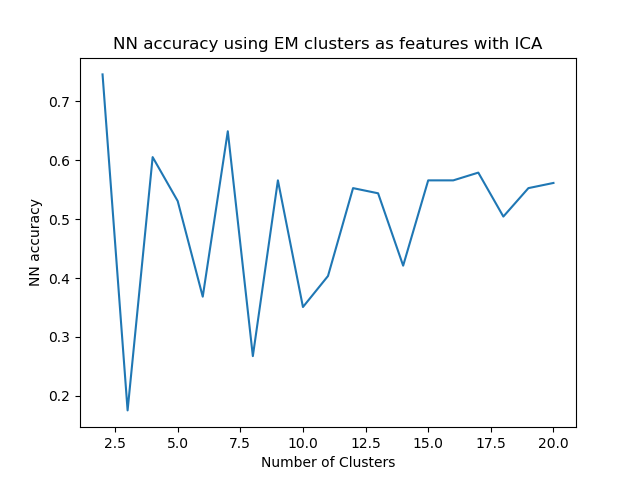 NN accuracy using EM clusters as features with ICA
0.7
0.6
0.5
0.4
0.3
0.2
NN accuracy
2.5 5.0 7.5 10.0 12.5 15.0 17.5 20.0
Number of Clusters